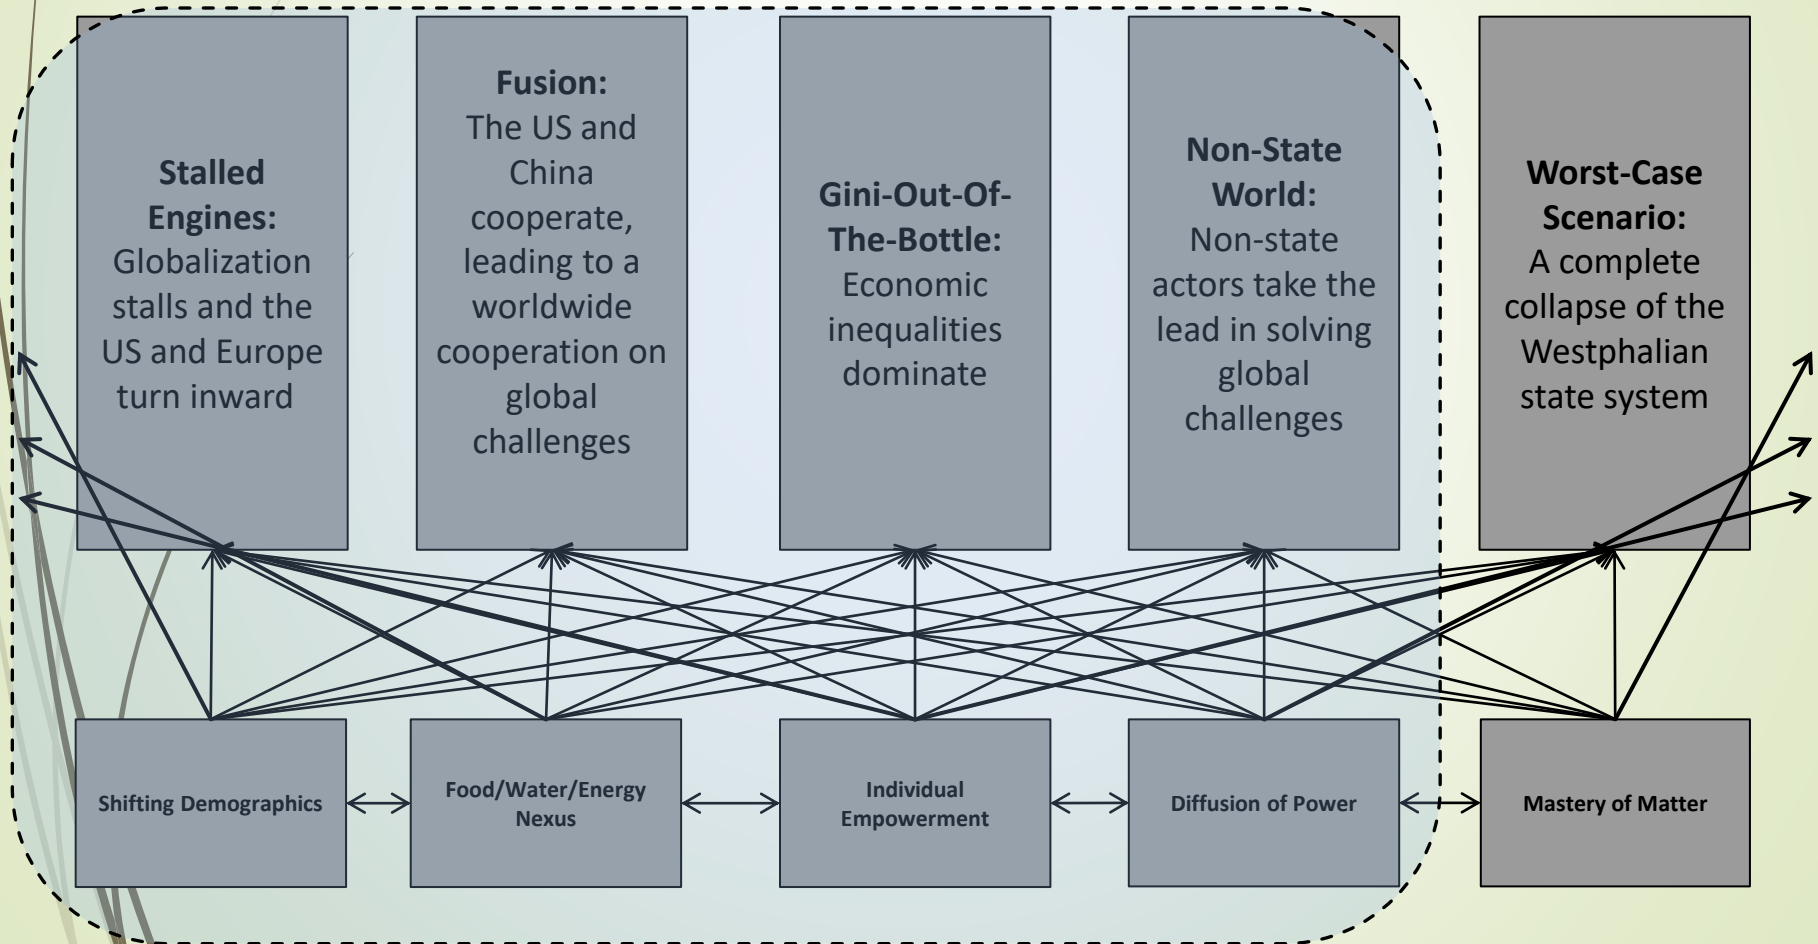 Stalled
Engines:
Globalization
stalls and the
US and Europe
turn inward
Fusion:
The US and
China
cooperate,
leading to a
worldwide
cooperation on
global
challenges
Gini-Out-Of-
The-Bottle:
Economic
inequalities
dominate
Non-State
World:
Non-state
actors take the
lead in solving
global
challenges
Worst-Case
Scenario:
A complete
collapse of the
Westphalian
state system
Shifting Demographics
Food/Water/Energy
Nexus
Individual
Empowerment
Diffusion of Power
Mastery of Matter